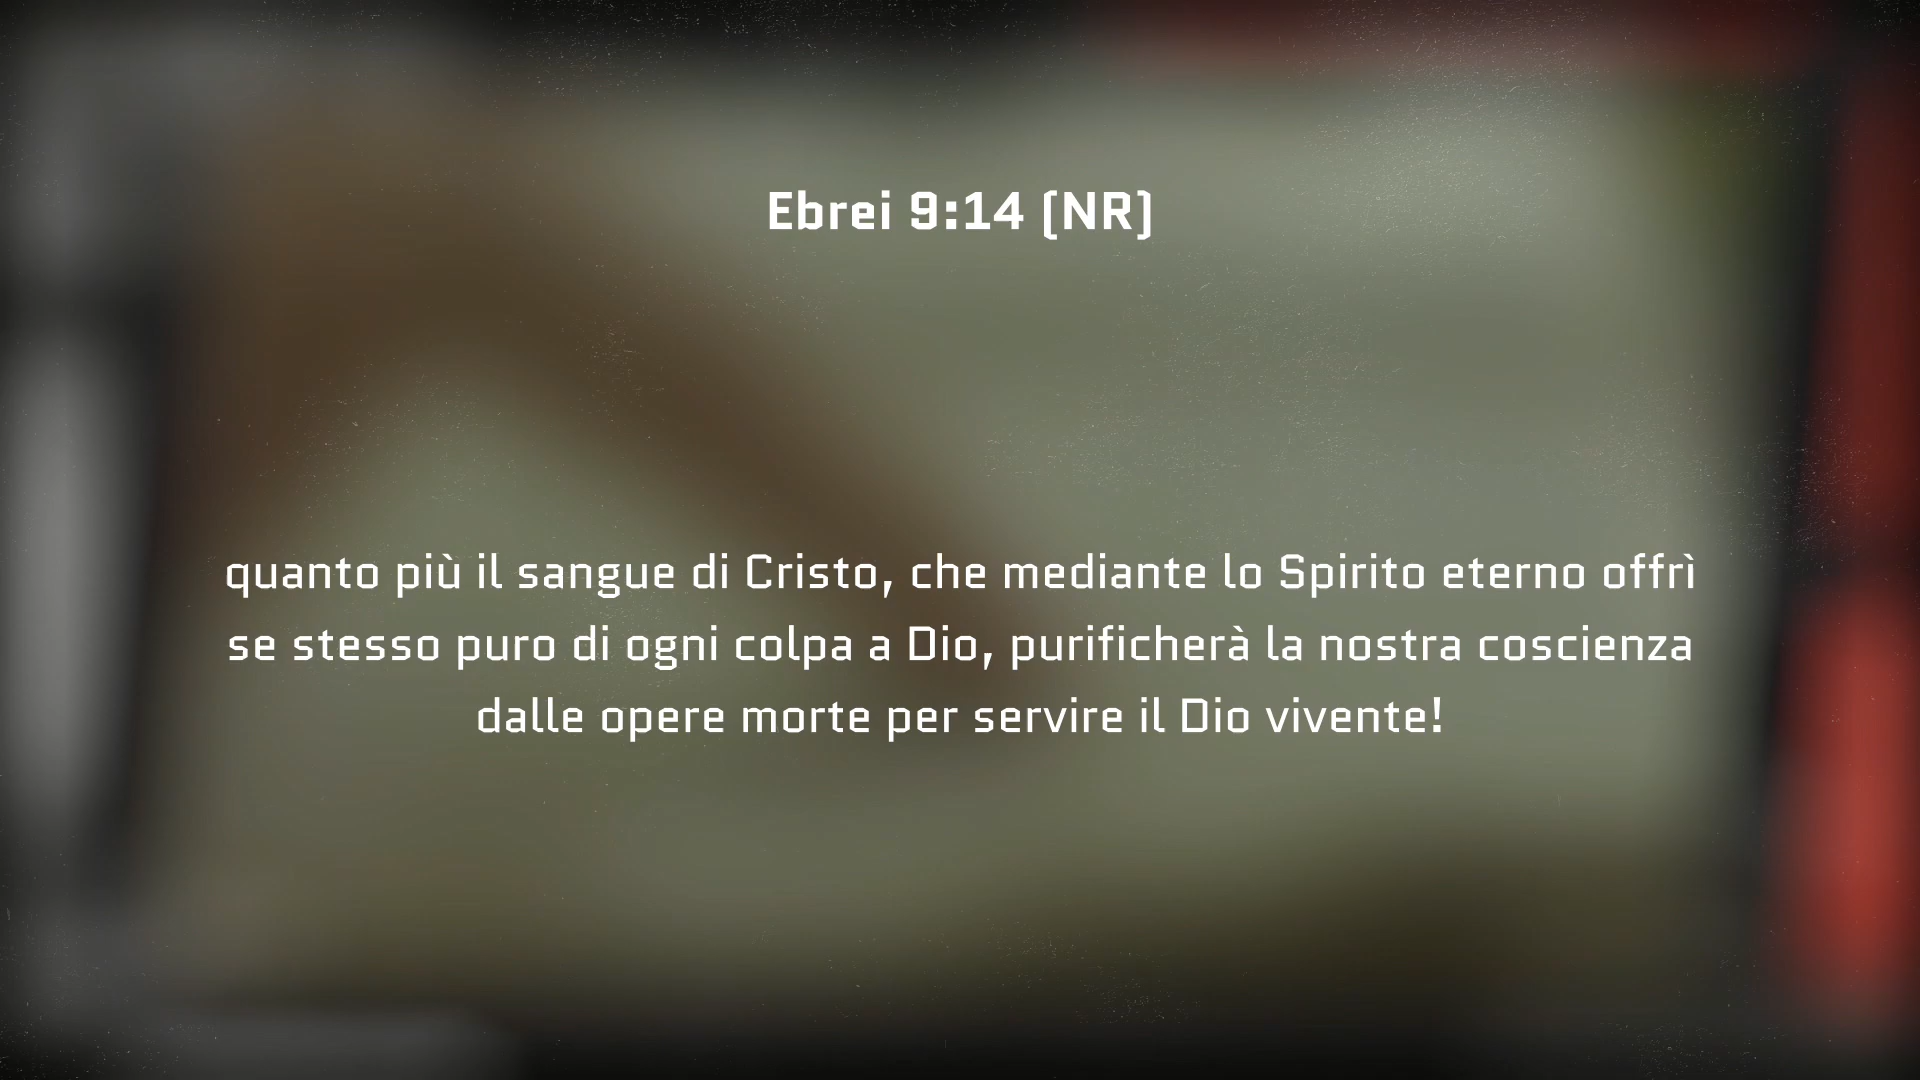 Ebrei 9:14 (NR)
quanto più il sangue di Cristo, che mediante lo Spirito eterno offrì
se stesso puro di ogni colpa a Dio, purificherà la nostra coscienza
dalle opere morte per servire il Dio vivente!